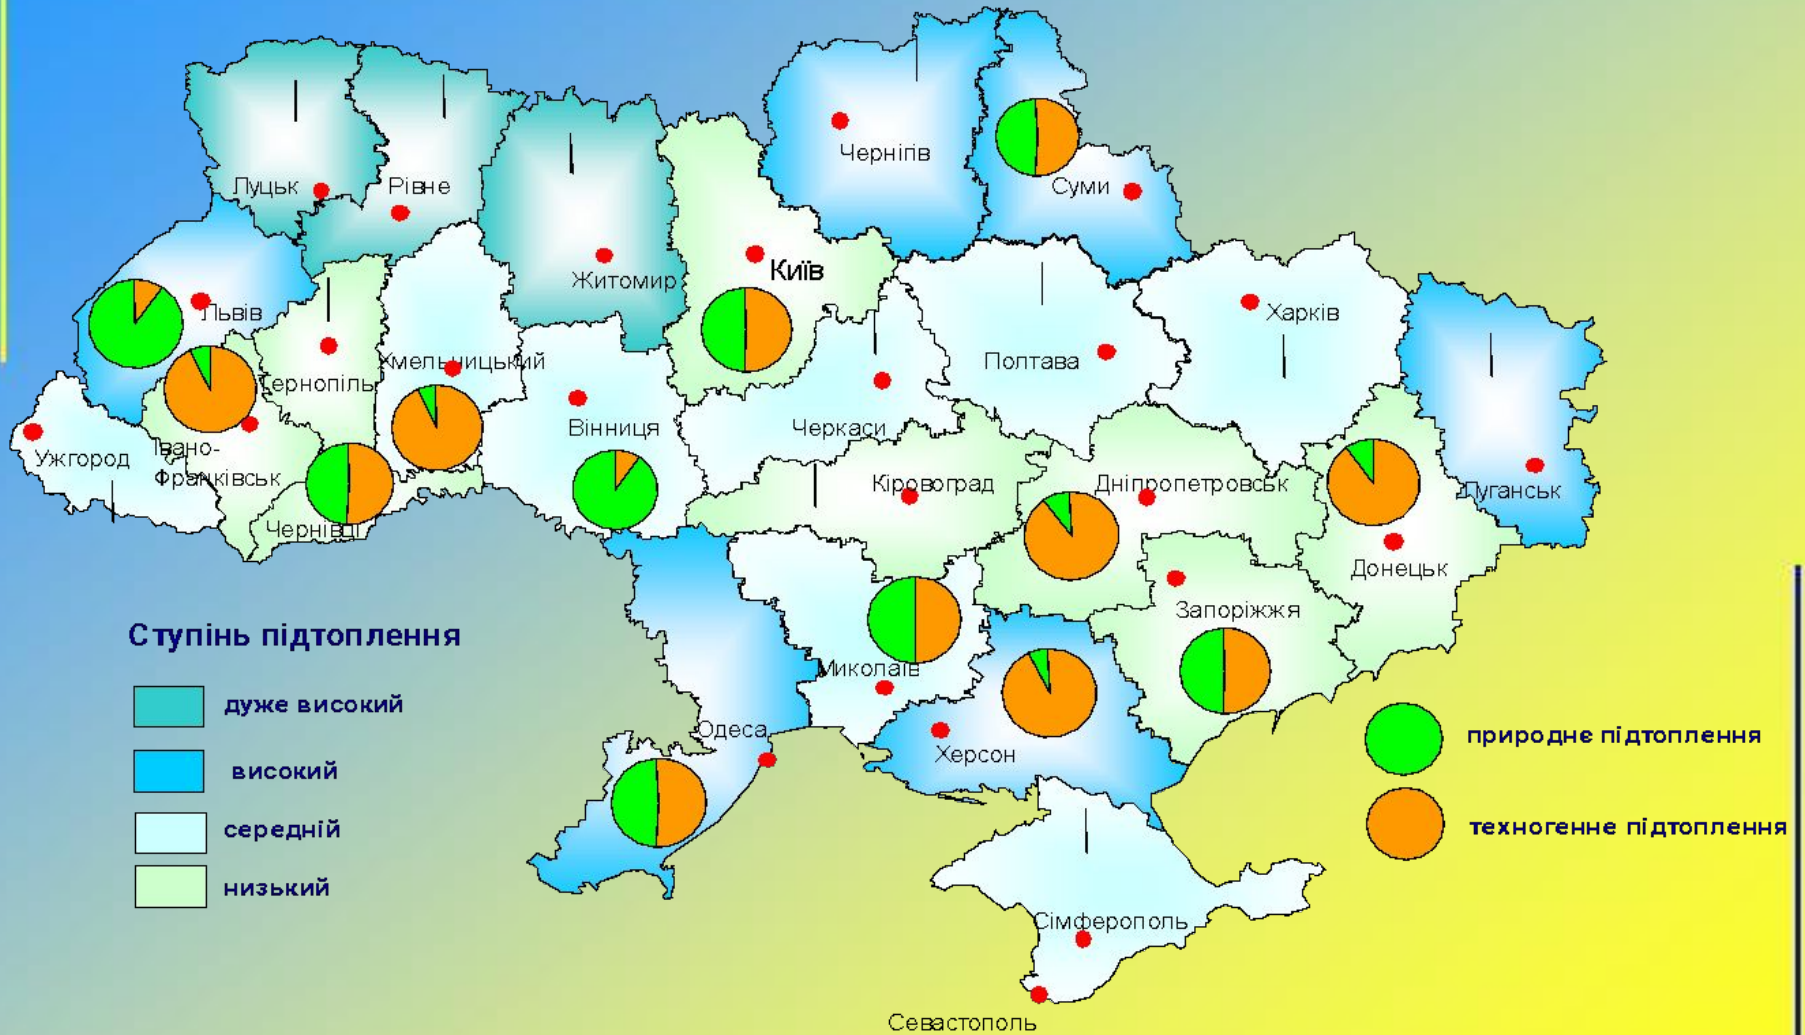 Чернігів
Суми
Луцьк
Рівне
Житомир
Київ
Львів
Харків
Тернопіль
Хмельницький
Полтава
Вінниця
Черкаси
Ужгород
Івано-
Франківськ
Чернівці
Кіровоград
Дніпропетровськ
Луганськ
Донецьк
Запоріжжя
Миколаїв
Одеса
Херсон
Сімферополь
Севастополь
Ступінь підтоплення
дуже високий
високий
середній
низький
природнє підтоплення
техногенне підтоплення